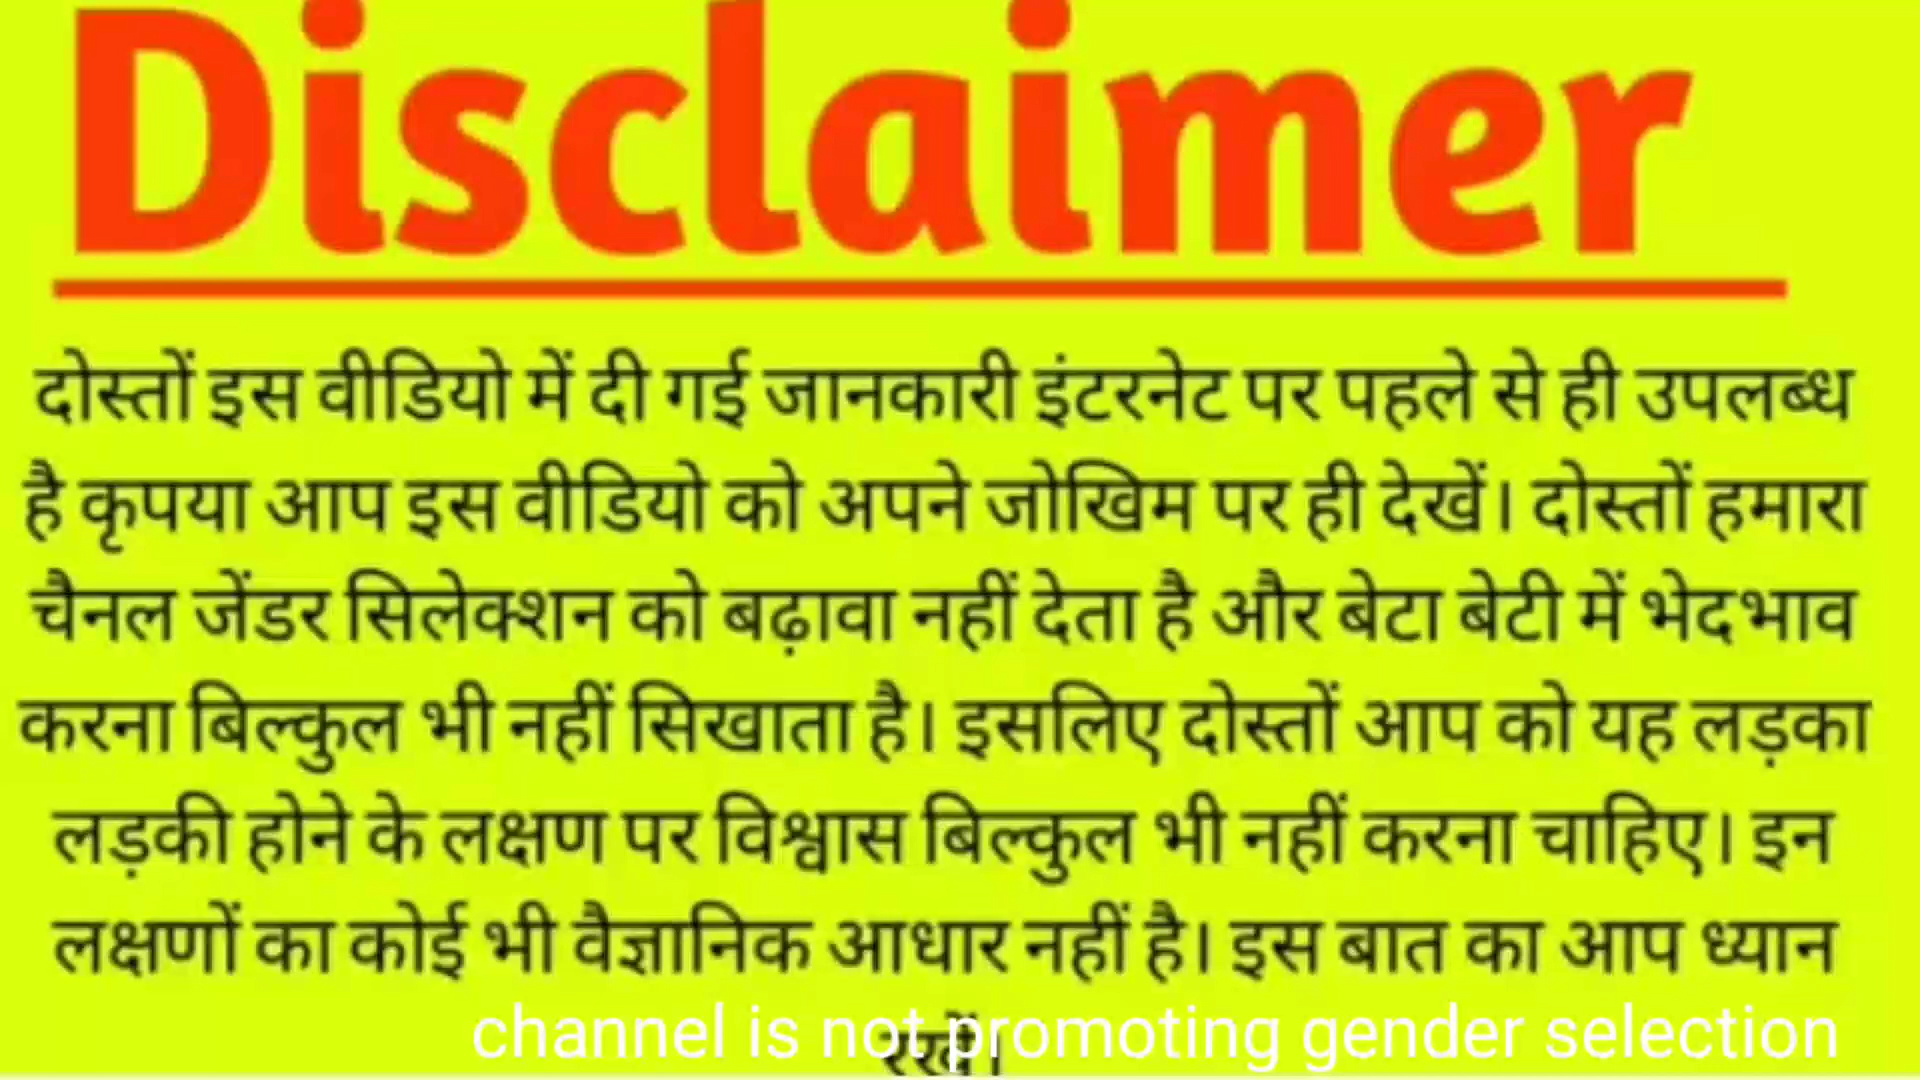 Disclaimer
दोस्तों इस वीडियो में दी गई जानकारी इंटरनेट पर पहले से ही उपलब्ध
है कृपया आप इस वीडियो को अपने जोखिम पर ही देखें। दोस्तों हमारा
चैनल जेंडर सिलेक्शन को बढ़ावा नहीं देता है और बेटा बेटी में भेदभाव
करना बिल्कुल भी नहीं सिखाता है। इसलिए दोस्तों आप को यह लड़का
लड़की होने के लक्षण पर विश्वास बिल्कुल भी नहीं करना चाहिए। इन
लक्षणों का कोई भी वैज्ञानिक आधार नहीं है। इस बात का आप ध्यान
रखें।
channel is not promoting gender selection